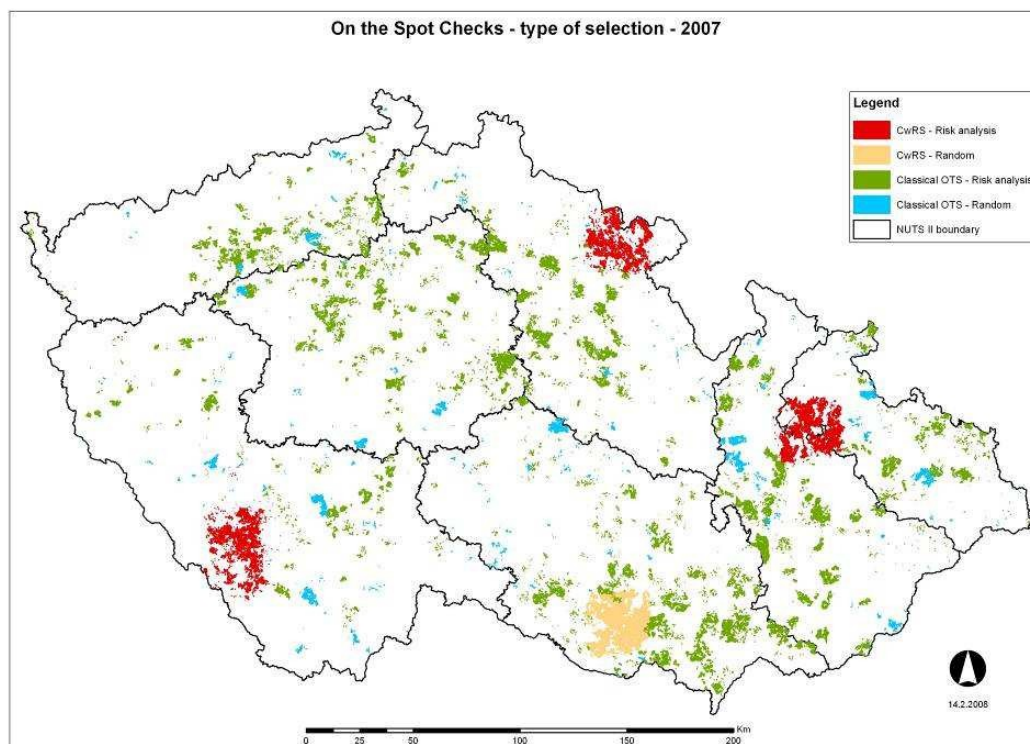 On the Spot Checks - type of selection - 2007
Legend
CwRS - Risk analysis
CwRS - Random
Classical OTS - Risk analysis
Classical OTS - Random
NUTS II boundary
14.2.2008
Km
0 25 50 100 150 200